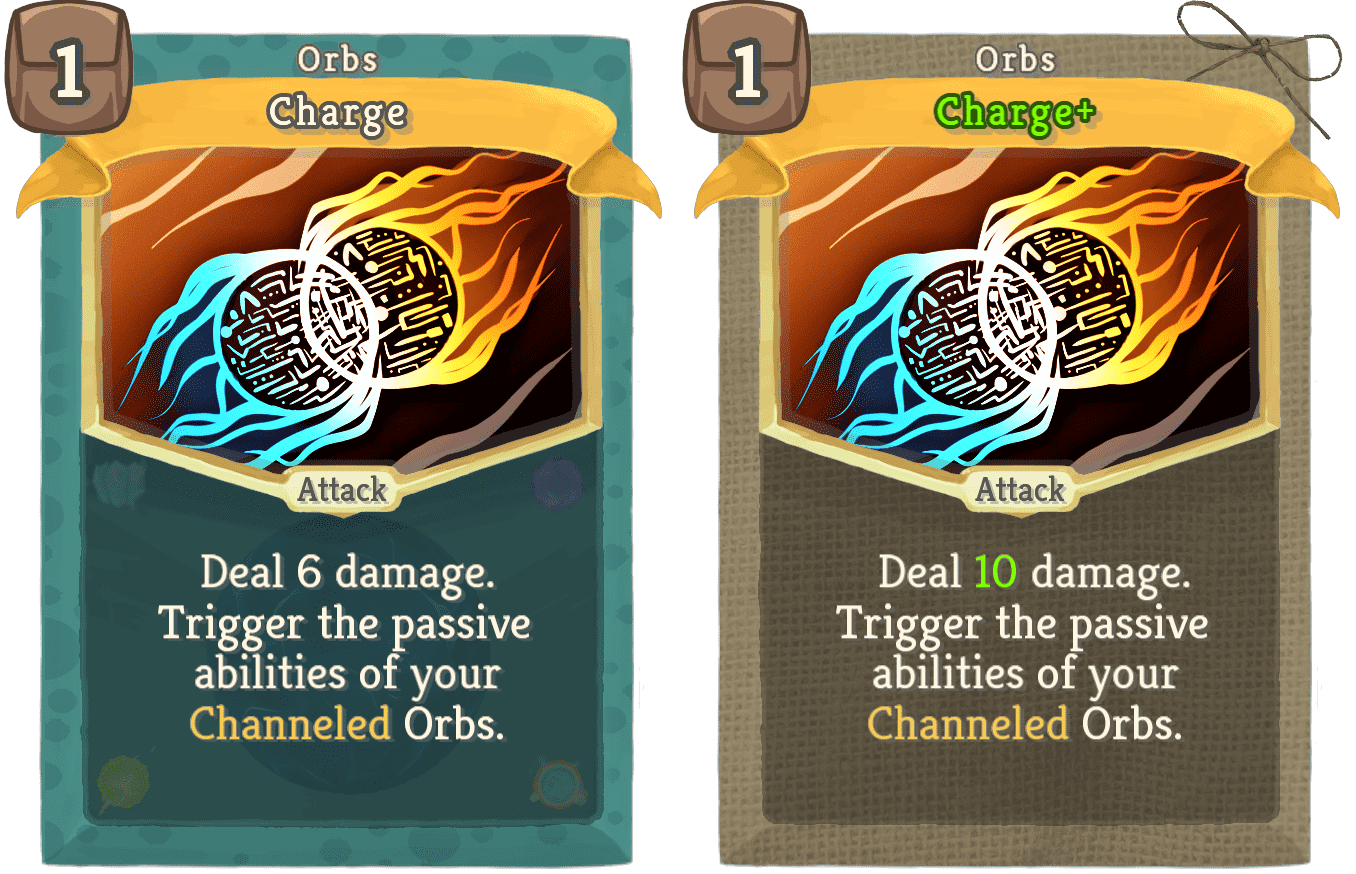 1
Orbs
Charge
Attack
Deal 6 damage.
Trigger the passive
abilities of your
Channeled Orbs.
1
Orbs
Charge+
Attack
Deal 10 damage.
Trigger the passive
abilities of your
Channeled Orbs.